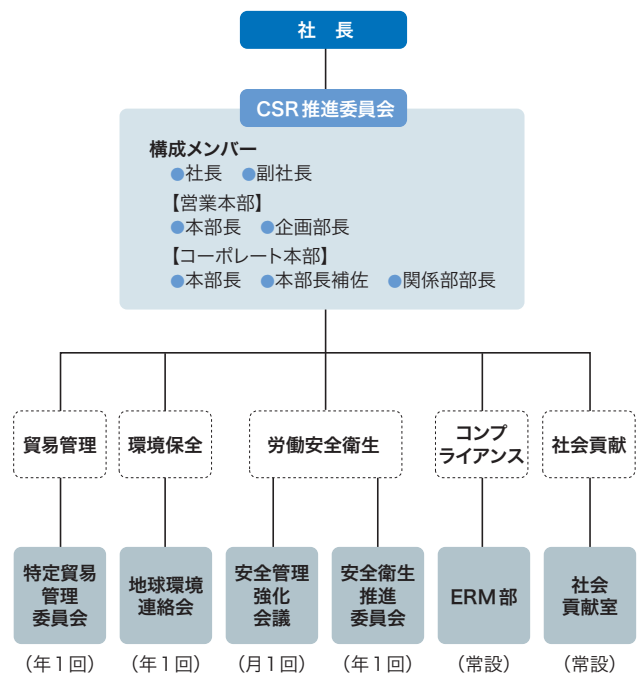 社　長
CSR推進委員会
構成メンバー
●社長　●副社長
【営業本部】
●本部長　●企画部長
【コーポレート本部】
●本部長　●本部長補佐　●関係部部長
貿易管理
環境保全
労働安全衛生
コンプ
ライアンス
社会貢献
特定貿易
管理
委員会
地球環境
連絡会
安全管理
強化
会議
安全衛生
推進
委員会
ERM部
社会
貢献室
（年1回）
（年1回）
（月1回）
（年1回）
（常設）
（常設）